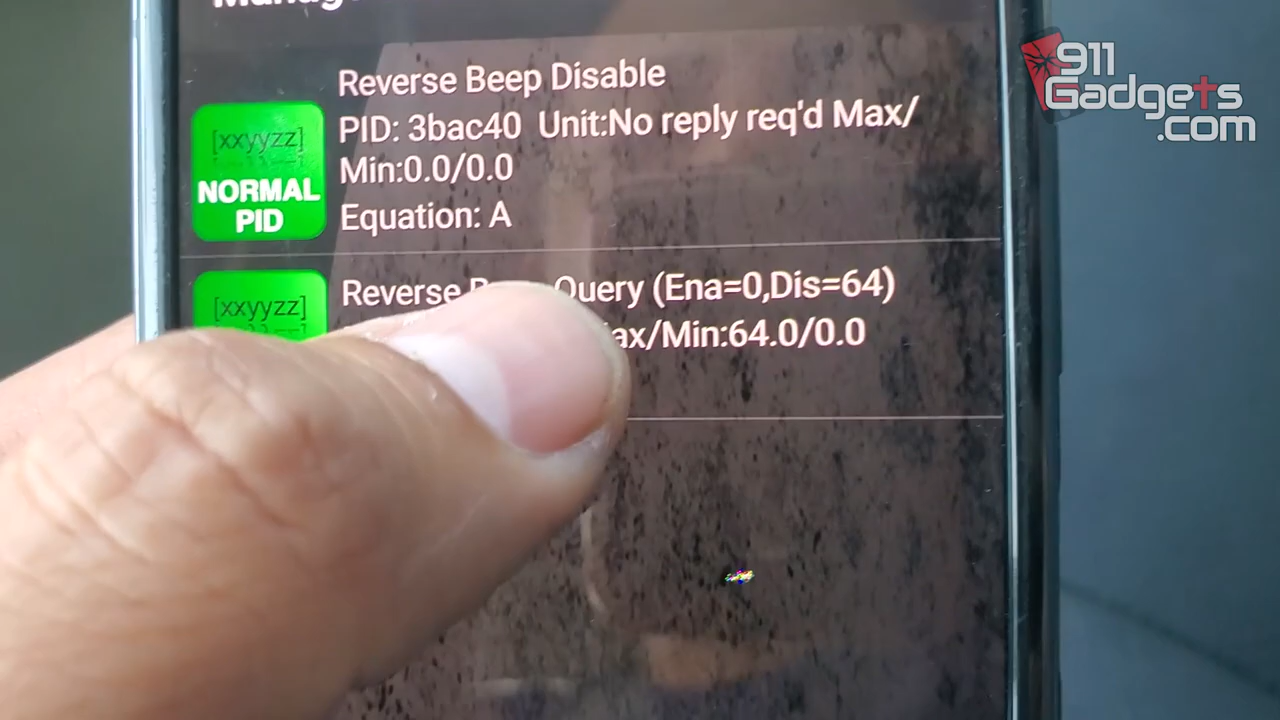 911
Gadgets
.com
Reverse Beep Disable
[xxyyzz]
NORMAL
PID
PID: 3bac40 Unit:No reply req'd Max/
Min:0.0/0.0
Equation: A
[xxyyzz]
Reverse Query (Ena=0,Dis=64)
/Min:64.0/0.0